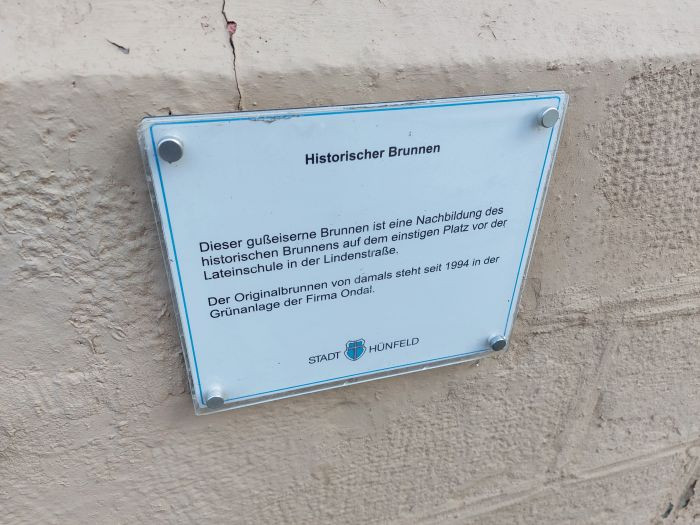 Historischer Brunnen
Dieser gußeiserne Brunnen ist eine Nachbildung des
historischen Brunnens auf dem einstigen Platz vor der
Lateinschule in der Lindenstraße.
Der Originalbrunnen von damals steht seit 1994 in der
Grünanlage der Firma Ondal.
STADT HÜNFELD